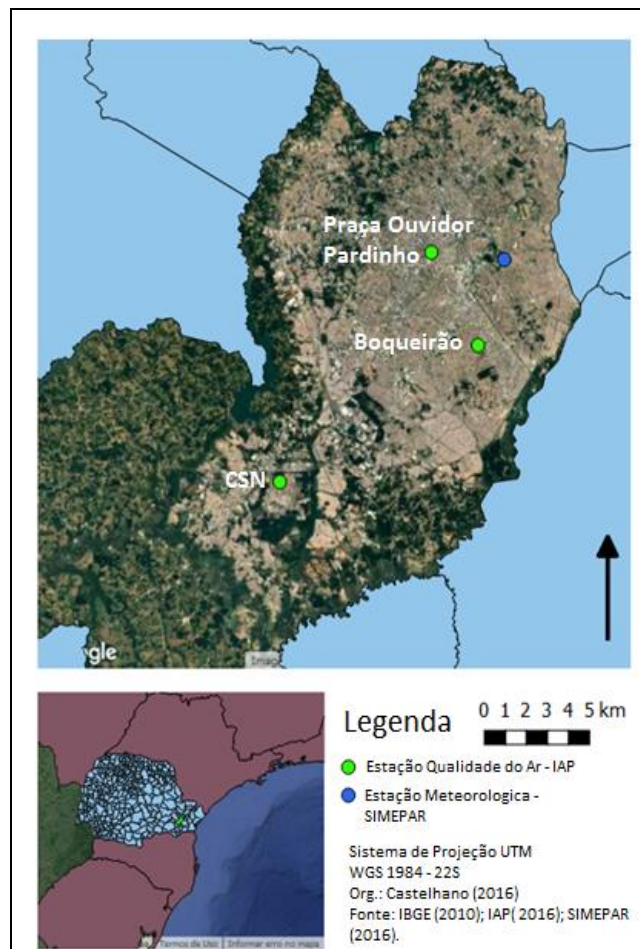 Praça Ouvidor
Pardinho
Boqueirão
CSN
gle
Imag
Legenda
0 1 2 3 4 5 km
Estação Qualidade do Ar - IAP
Estação Meteorologica -
SIMEPAR
Sistema de Projeção UTM
WGS 1984 - 22S
Org.: Castelhano (2016)
Fonte: IBGE (2010); IAP( 2016); SIMEPAR
(2016).
Termos de Uso
Informar erro no mapa